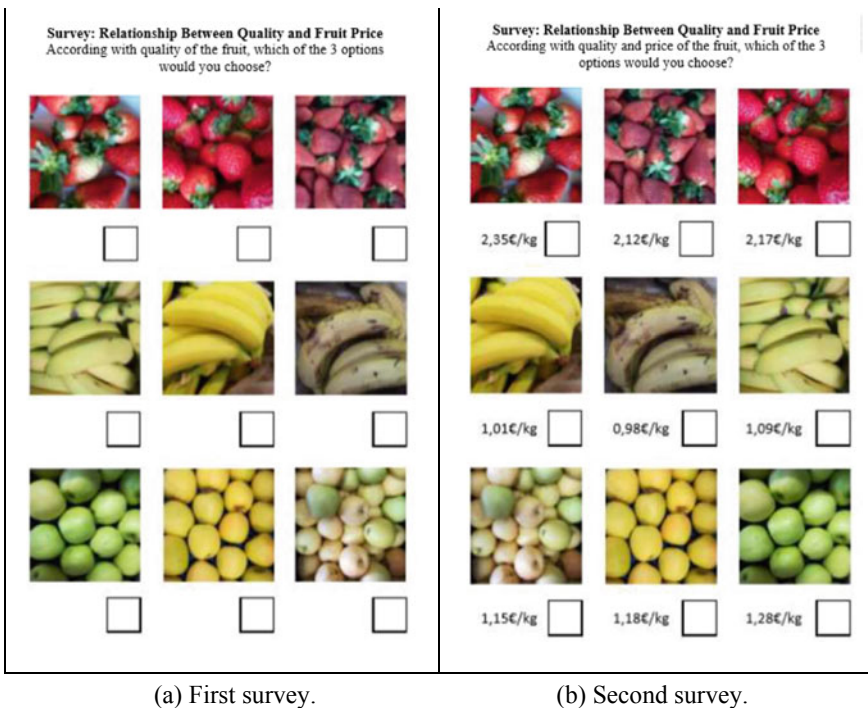 Survey: Relationship Between Quality and Fruit Price
According with quality of the fruit, which of the 3 options
would you choose?
Survey: Relationship Between Quality and Fruit Price
According with quality and price of the fruit, which of the 3
options would you choose?
2,35€/kg 2,12€/kg 2,17€/kg
1,01€/kg 0,98€/kg 1,09€/kg
1,15€/kg 1,18€/kg 1,28€/kg
(a) First survey. (b) Second survey.